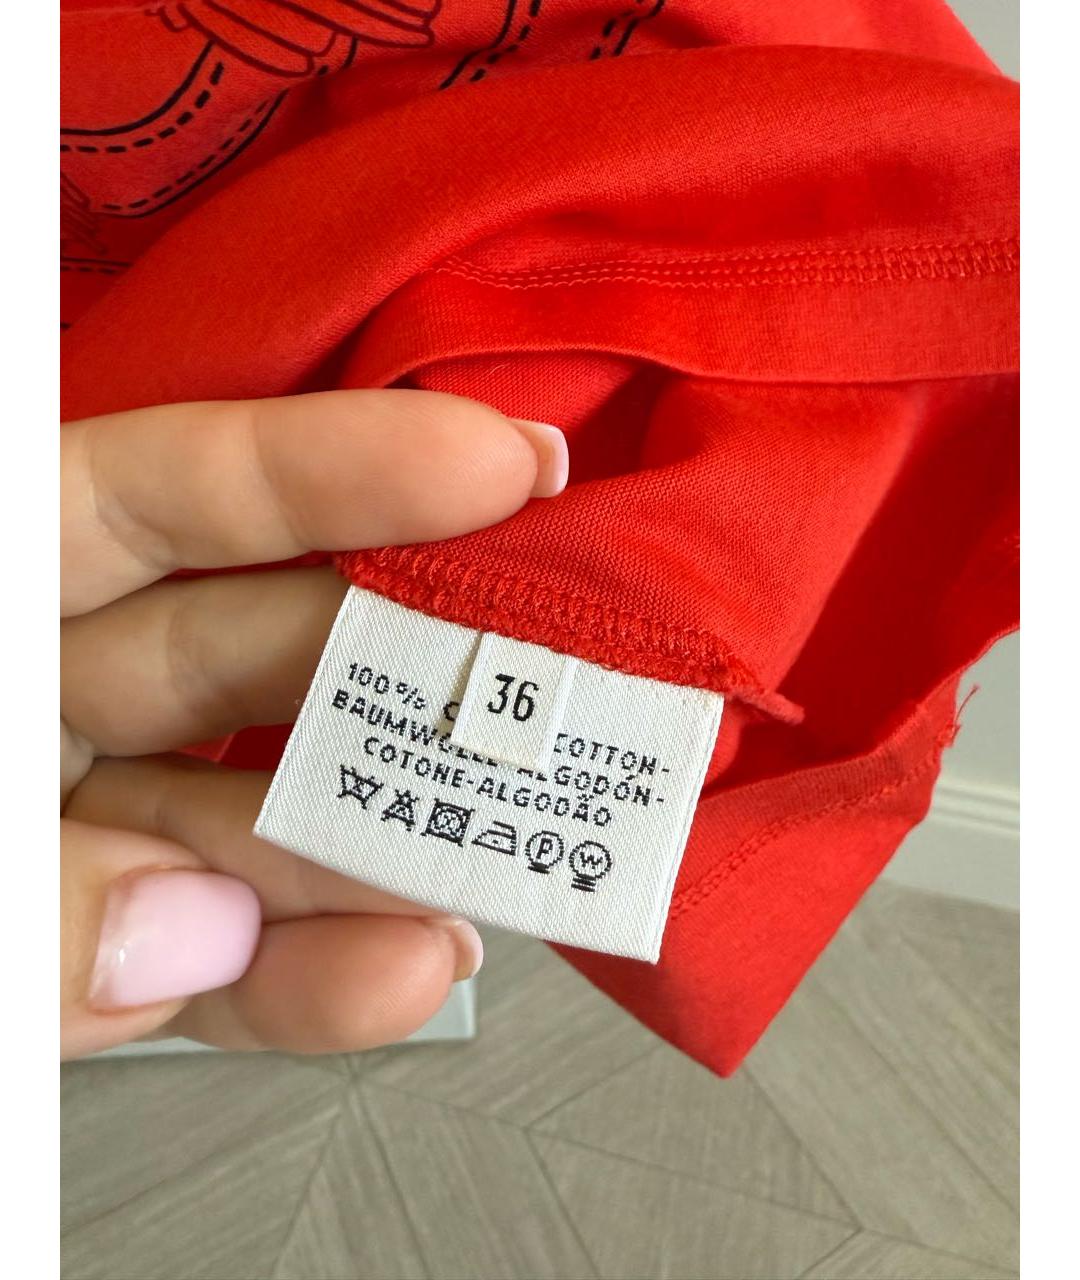 36
100% COTTON-
BAUMWOLLE-ALGODÓN-
COTONE-ALGODÃO
P W